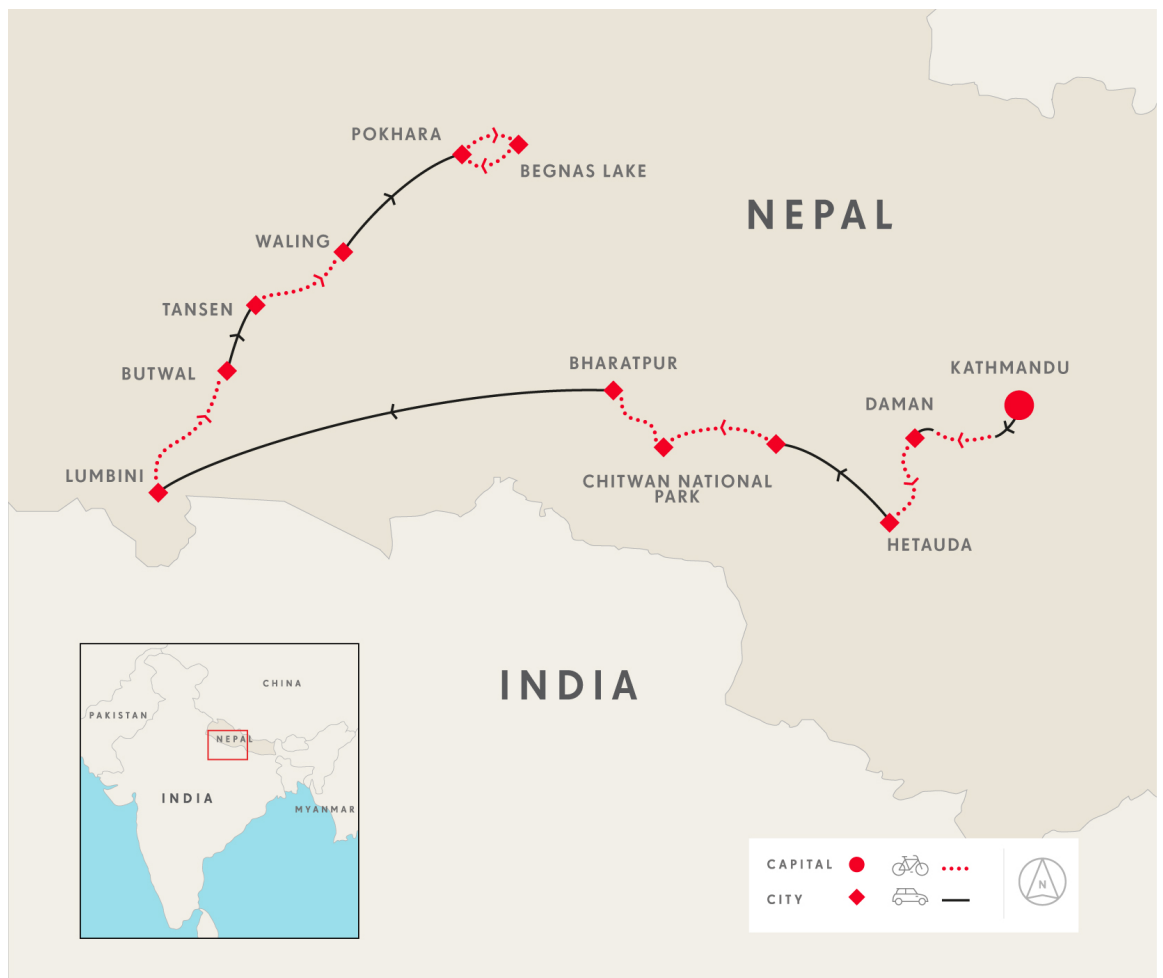 POKHARA
BEGNAS LAKE
NEPAL
WALING
TANSEN
BUTWAL
BHARATPUR
KATHMANDU
DAMAN
LUMBINI
CHITWAN NATIONAL
PARK
HETAUDA
INDIA
CHINA
PAKISTAN
NEPAL
INDIA
MYANMAR
CAPITAL
CITY
N